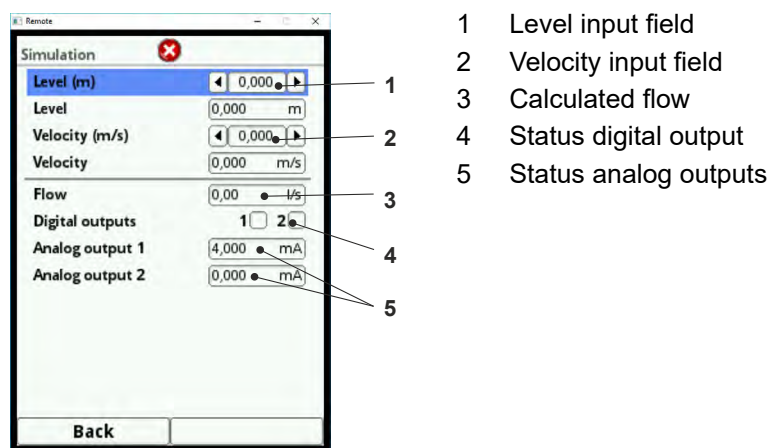 Remote
Simulation
Level (m) 0,000 1
Level 0,000 m
Velocity (m/s) 0,000 2
Velocity 0,000 m/s
Flow 0,00 l/s 3
Digital outputs 1 2 4
Analog output 1 4,000 mA
Analog output 2 0,000 mA 5
Back
1 Level input field
2 Velocity input field
3 Calculated flow
4 Status digital output
5 Status analog outputs